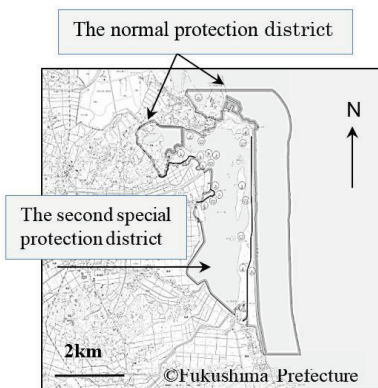 The normal protection district
N
The second special
protection district
2km
©Fukushima Prefecture